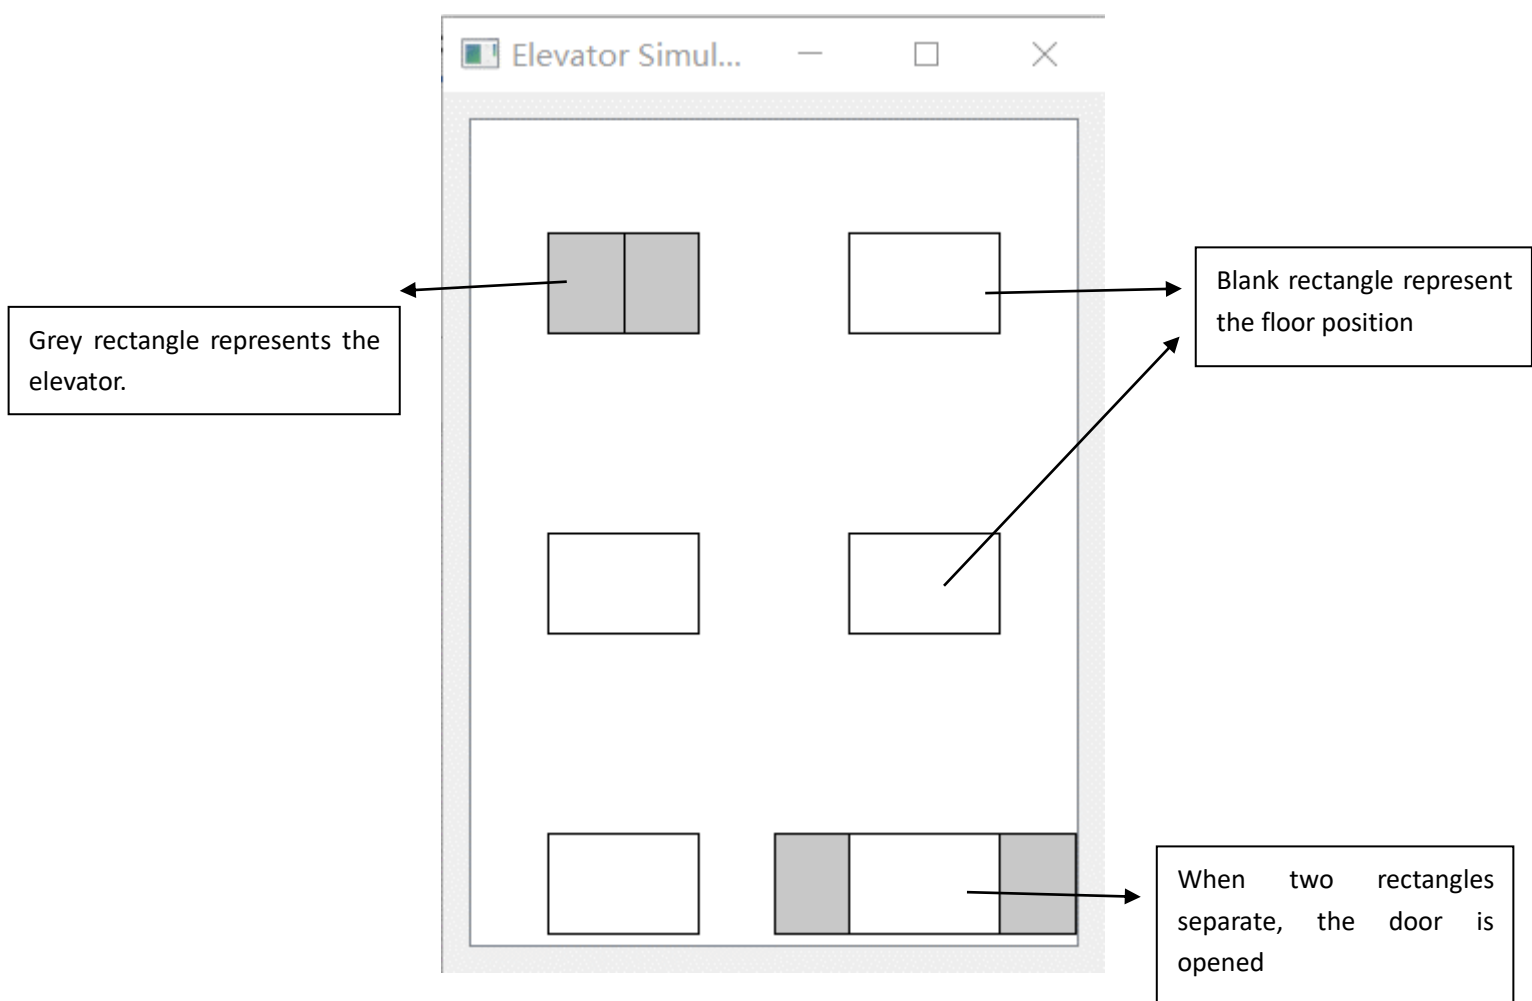 Elevator Simul...
Grey rectangle represents the
elevator.
Blank rectangle represent
the floor position
When two rectangles
separate, the door is
opened